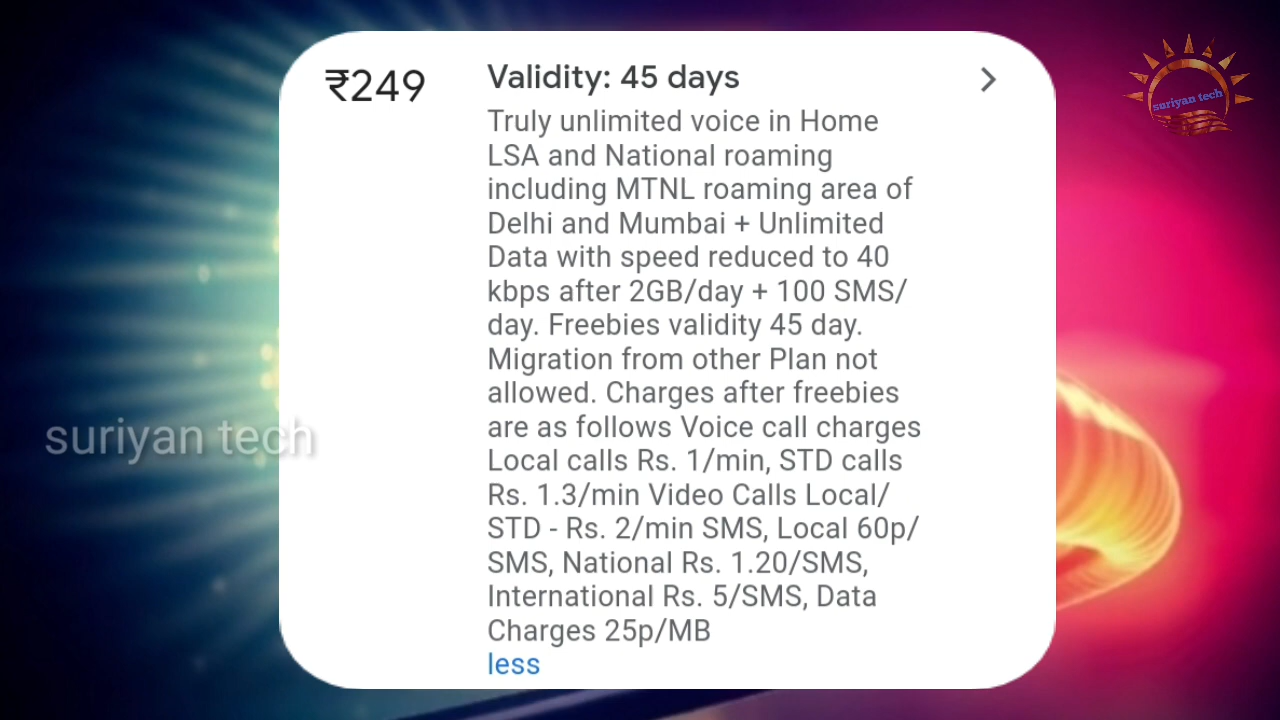 ₹249
Validity: 45 days
Truly unlimited voice in Home
LSA and National roaming
including MTNL roaming area of
Delhi and Mumbai + Unlimited
Data with speed reduced to 40
kbps after 2GB/day + 100 SMS/
day. Freebies validity 45 day.
Migration from other Plan not
allowed. Charges after freebies
are as follows Voice call charges
Local calls Rs. 1/min, STD calls
Rs. 1.3/min Video Calls Local/
STD - Rs. 2/min SMS, Local 60p/
SMS, National Rs. 1.20/SMS,
International Rs. 5/SMS, Data
Charges 25p/MB
less
suriyan tech
suriyan tech